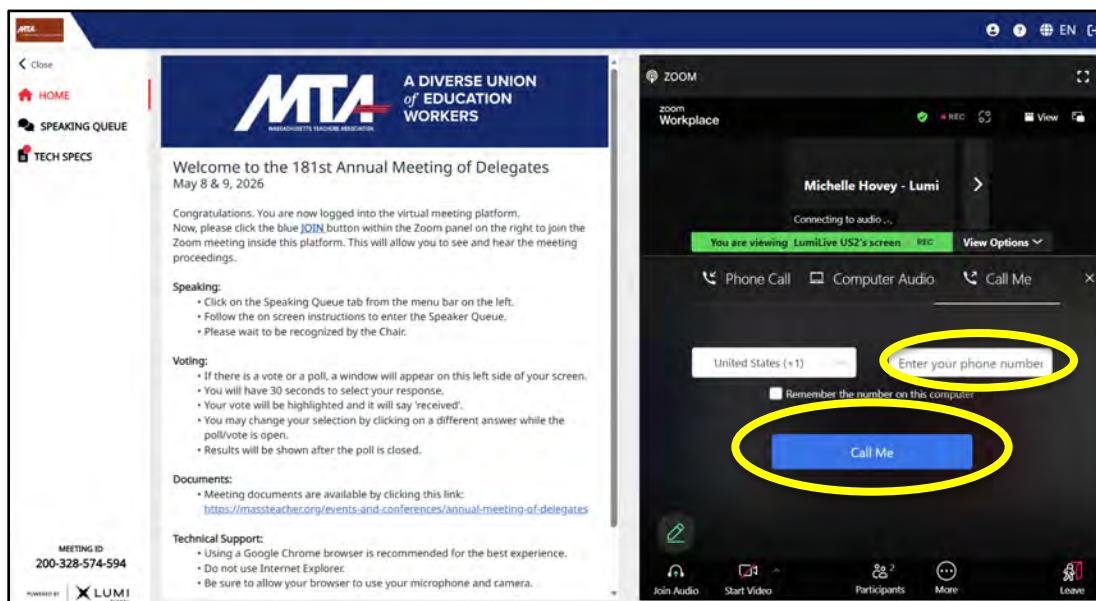 MTA
EN
Close
HOME
SPEAKING QUEUE
TECH SPECS
MEETING ID
200-328-574-594
POWERED BY LUMI
MTA
MASSACHUSETTS TEACHERS ASSOCIATION
A DIVERSE UNION
of EDUCATION
WORKERS
Welcome to the 181st Annual Meeting of Delegates
May 8 & 9, 2026
Congratulations. You are now logged into the virtual meeting platform.
Now, please click the blue JOIN button within the Zoom panel on the right to join the
Zoom meeting inside this platform. This will allow you to see and hear the meeting
proceedings.
Speaking:
• Click on the Speaking Queue tab from the menu bar on the left.
• Follow the on screen instructions to enter the Speaker Queue.
• Please wait to be recognized by the Chair.
Voting:
• If there is a vote or a poll, a window will appear on this left side of your screen.
• You will have 30 seconds to select your response.
• Your vote will be highlighted and it will say 'received'.
• You may change your selection by clicking on a different answer while the
poll/vote is open.
• Results will be shown after the poll is closed.
Documents:
• Meeting documents are available by clicking this link:
https://massteacher.org/events-and-conferences/annual-meeting-of-delegates
Technical Support:
• Using a Google Chrome browser is recommended for the best experience.
• Do not use Internet Explorer.
• Be sure to allow your browser to use your microphone and camera.
ZOOM
zoom
Workplace
REC
View
Michelle Hovey - Lumi
Connecting to audio ...
You are viewing LumiLive US2's screen REC
View Options
Phone Call
Computer Audio
Call Me
United States (+1)
Enter your phone number
Remember the number on this computer
Call Me
Join Audio
Start Video
Participants
2
More
Leave